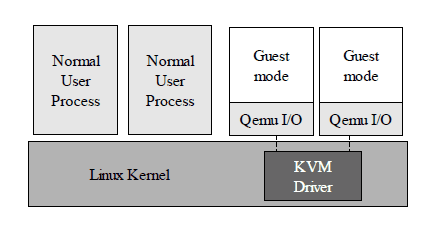 Normal
User
Process
Normal
User
Process
Guest
mode
Qemu I/O
Guest
mode
Qemu I/O
Linux Kernel
KVM
Driver